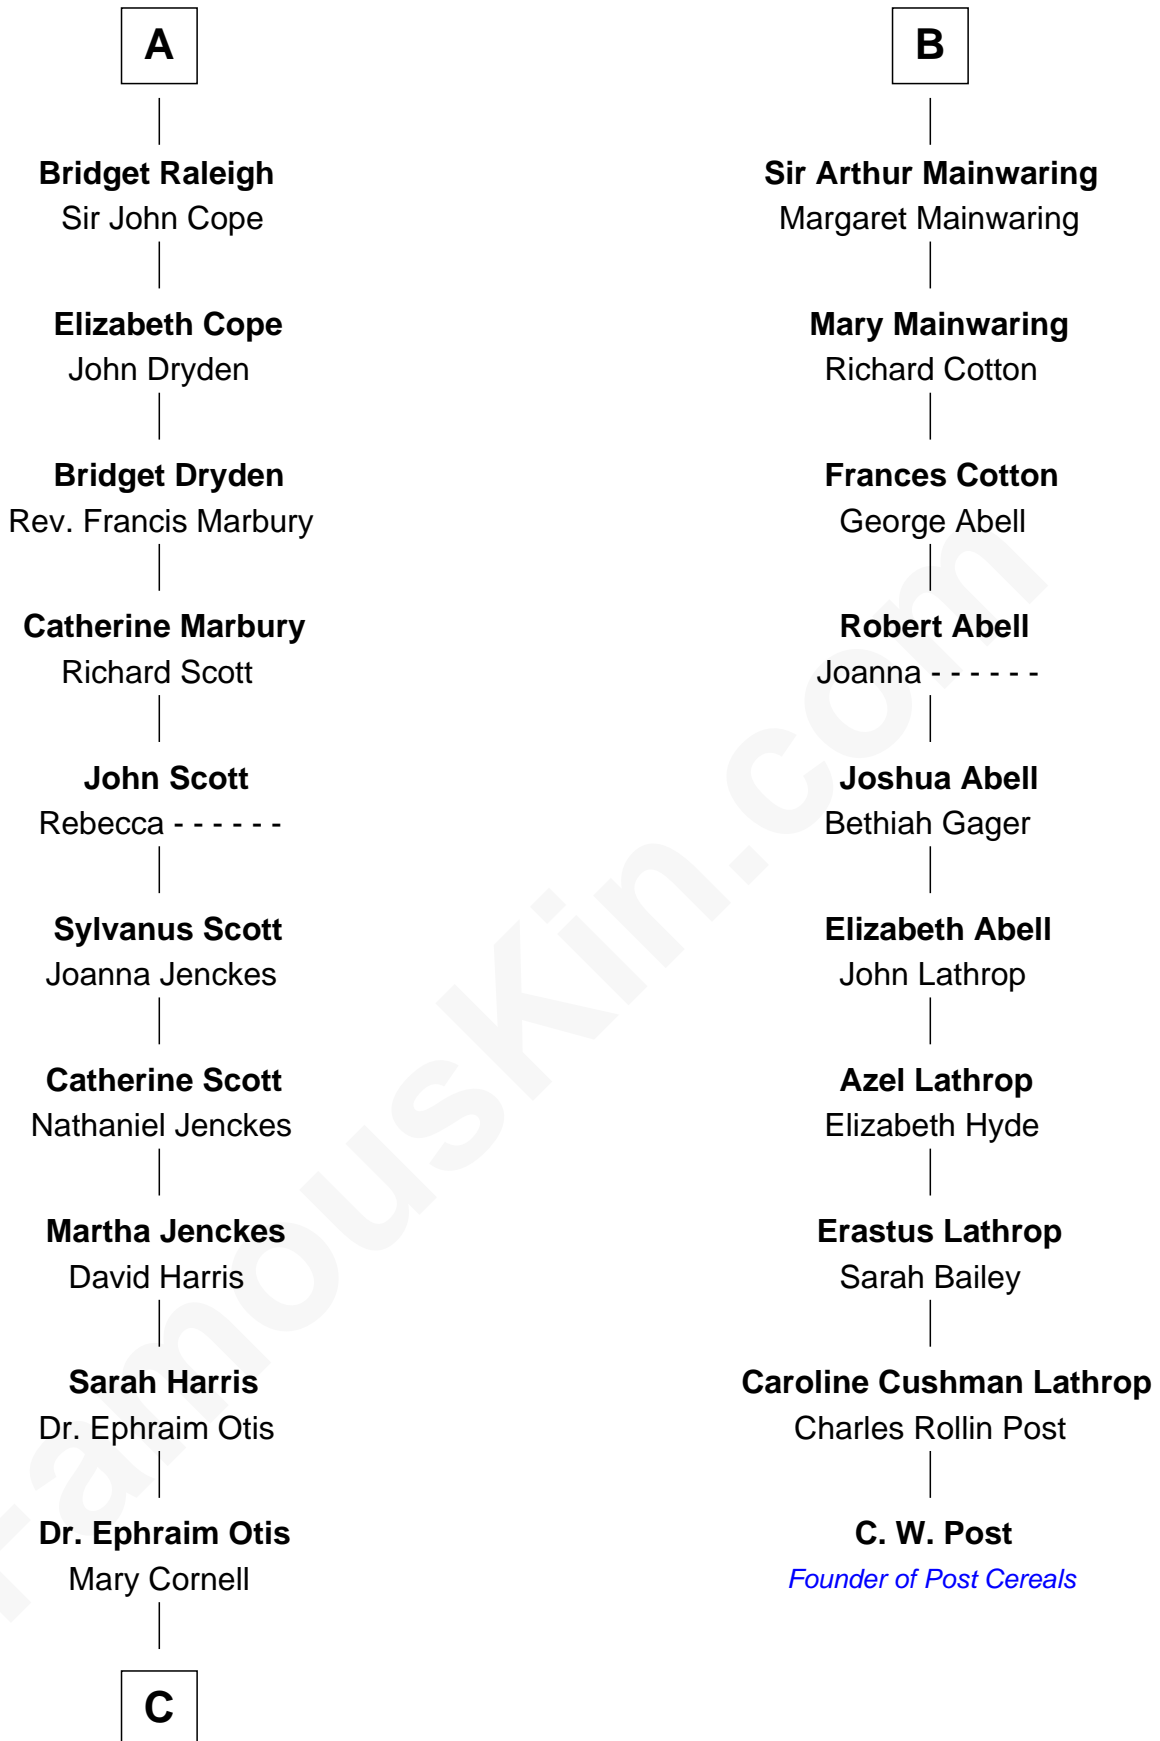 A
Bridget Raleigh
Sir John Cope
Elizabeth Cope
John Dryden
Bridget Dryden
Rev. Francis Marbury
Catherine Marbury
Richard Scott
John Scott
Rebecca - - - - - -
Sylvanus Scott
Joanna Jenckes
Catherine Scott
Nathaniel Jenckes
Martha Jenckes
David Harris
Sarah Harris
Dr. Ephraim Otis
Dr. Ephraim Otis
Mary Cornell
C
B
Sir Arthur Mainwaring
Margaret Mainwaring
Mary Mainwaring
Richard Cotton
Frances Cotton
George Abell
Robert Abell
Joanna - - - - - -
Joshua Abell
Bethiah Gager
Elizabeth Abell
John Lathrop
Azel Lathrop
Elizabeth Hyde
Erastus Lathrop
Sarah Bailey
Caroline Cushman Lathrop
Charles Rollin Post
C. W. Post
Founder of Post Cereals
FamousKin.com